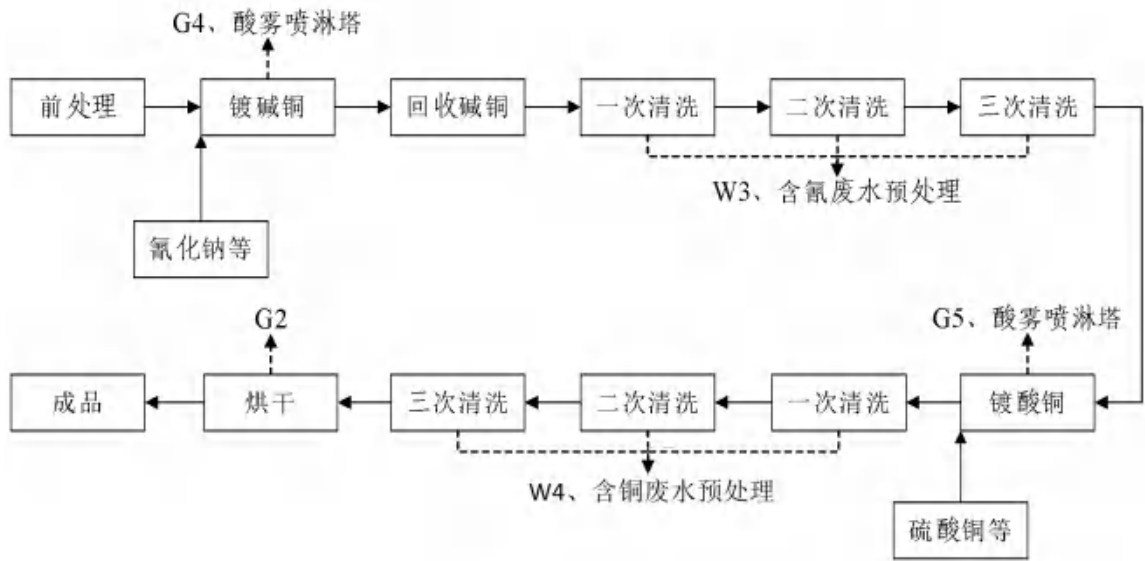 G4、酸雾喷淋塔
前处理
镀碱铜
回收碱铜
一次清洗
二次清洗
三次清洗
W3、含氰废水预处理
氰化钠等
G2
G5、酸雾喷淋塔
成品
烘干
三次清洗
二次清洗
一次清洗
镀酸铜
W4、含铜废水预处理
硫酸铜等